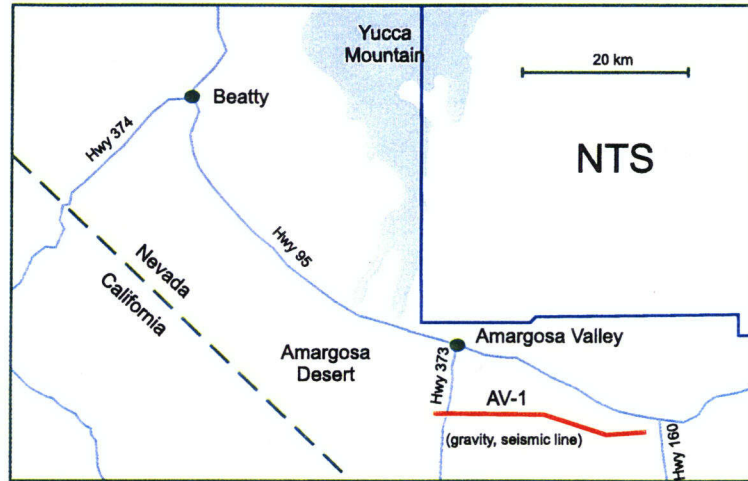 Yucca
Mountain
20 km
Beatty
Hwy 374
NTS
Hwy 95
Nevada
California
Amargosa Valley
Amargosa
Desert
Hwy 373
AV-1
(gravity, seismic line)
Hwy 160